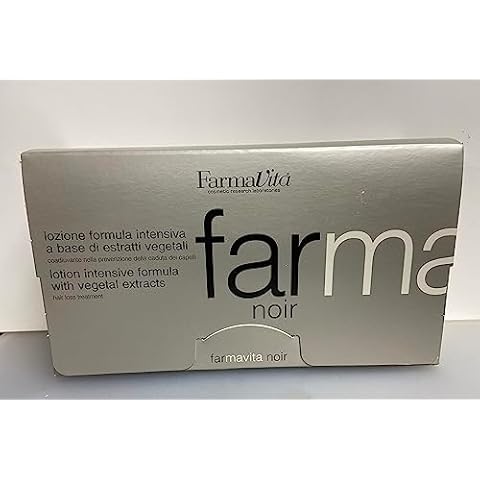 FarmaVita
cosmetic research laboratories
lozione formula intensiva
a base di estratti vegetali
coadiuvante nella prevenzione della caduta dei capelli
lotion intensive formula
with vegetal extracts
hair loss treatment
farma
noir
farmavita noir